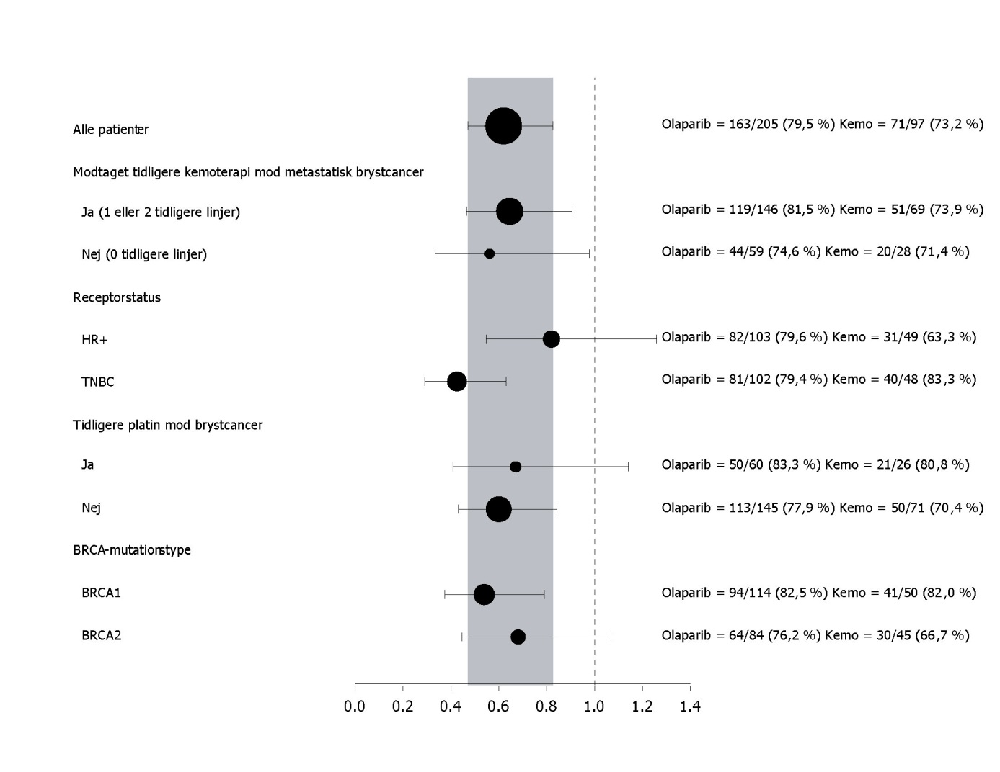 Alle patienter
Olaparib = 163/205 (79,5 %) Kemo = 71/97 (73,2 %)
Modtaget tidligere kemoterapi mod metastatisk brystcancer
Ja (1 eller 2 tidligere linjer)
Olaparib = 119/146 (81,5 %) Kemo = 51/69 (73,9 %)
Nej (0 tidligere linjer)
Olaparib = 44/59 (74,6 %) Kemo = 20/28 (71,4 %)
Receptorstatus
HR+
Olaparib = 82/103 (79,6 %) Kemo = 31/49 (63,3 %)
TNBC
Olaparib = 81/102 (79,4 %) Kemo = 40/48 (83,3 %)
Tidligere platin mod brystcancer
Ja
Olaparib = 50/60 (83,3 %) Kemo = 21/26 (80,8 %)
Nej
Olaparib = 113/145 (77,9 %) Kemo = 50/71 (70,4 %)
BRCA-mutationstype
BRCA1
Olaparib = 94/114 (82,5 %) Kemo = 41/50 (82,0 %)
BRCA2
Olaparib = 64/84 (76,2 %) Kemo = 30/45 (66,7 %)
0.0 0.2 0.4 0.6 0.8 1.0 1.2 1.4